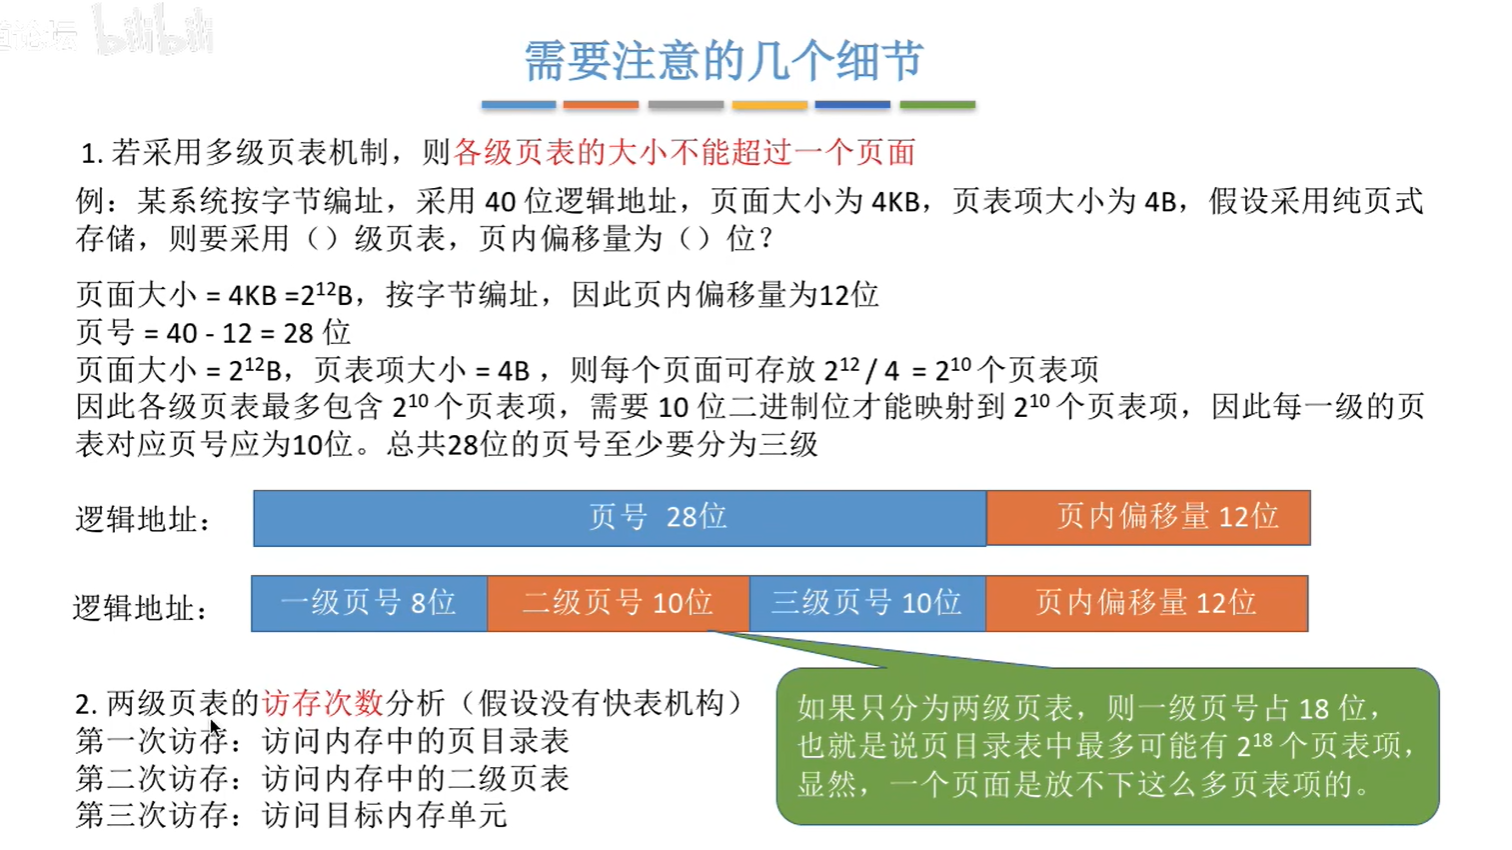 道论坛 bilibili
需要注意的几个细节
1. 若采用多级页表机制，则各级页表的大小不能超过一个页面
例：某系统按字节编址，采用 40 位逻辑地址，页面大小为 4KB，页表项大小为 4B，假设采用纯页式
存储，则要采用（）级页表，页内偏移量为（）位？
页面大小 = 4KB =2¹²B，按字节编址，因此页内偏移量为12位
页号 = 40 - 12 = 28 位
页面大小 = 2¹²B，页表项大小 = 4B ，则每个页面可存放 2¹² / 4 = 2¹⁰ 个页表项
因此各级页表最多包含 2¹⁰ 个页表项，需要 10 位二进制位才能映射到 2¹⁰ 个页表项，因此每一级的页
表对应页号应为10位。总共28位的页号至少要分为三级
逻辑地址： 页号 28位 页内偏移量 12位
逻辑地址： 一级页号 8位 二级页号 10位 三级页号 10位 页内偏移量 12位
2. 两级页表的访存次数分析（假设没有快表机构）
第一次访存：访问内存中的页目录表
第二次访存：访问内存中的二级页表
第三次访存：访问目标内存单元
如果只分为两级页表，则一级页号占 18 位，
也就是说页目录表中最多可能有 2¹⁸ 个页表项，
显然，一个页面是放不下这么多页表项的。